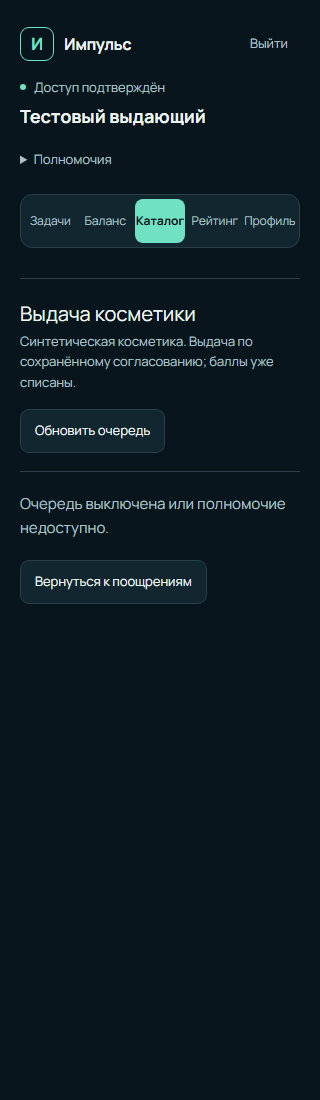 И Импульс Выйти
Доступ подтверждён
Тестовый выдающий
Полномочия
Задачи Баланс Каталог Рейтинг Профиль
Выдача косметики
Синтетическая косметика. Выдача по
сохранённому согласованию; баллы уже
списаны.
Обновить очередь
Очередь выключена или полномочие
недоступно.
Вернуться к поощрениям